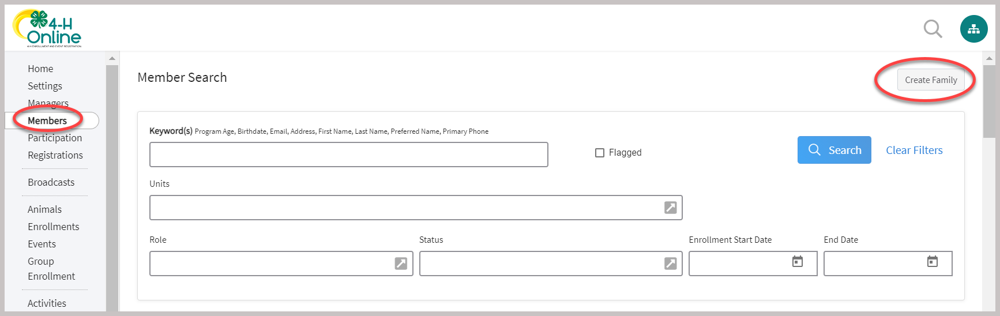 4-H
Online
4-H ENROLLMENT AND EVENT REGISTRATION
Home
Settings
Managers
Members
Participation
Registrations
Broadcasts
Animals
Enrollments
Events
Group
Enrollment
Activities
Member Search
Create Family
Keyword(s) Program Age, Birthdate, Email, Address, First Name, Last Name, Preferred Name, Primary Phone
Flagged
Search
Clear Filters
Units
Role
Status
Enrollment Start Date
End Date